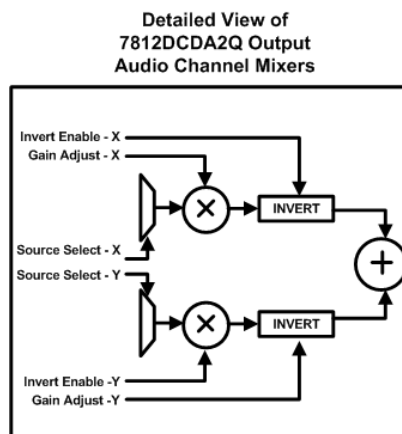 Detailed View of
7812DCDA2Q Output
Audio Channel Mixers
Invert Enable - X
Gain Adjust - X
X
INVERT
Source Select - X
+
Source Select - Y
X
INVERT
Invert Enable -Y
Gain Adjust -Y